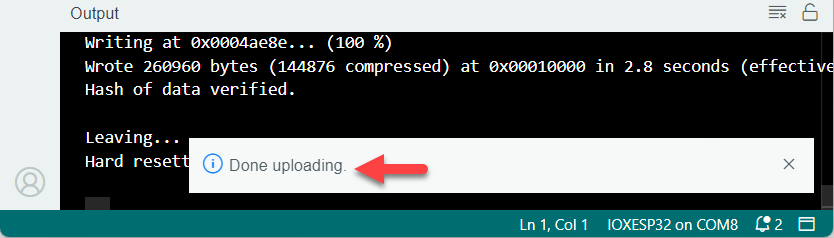 Output
Writing at 0x0004ae8e... (100 %)
Wrote 260960 bytes (144876 compressed) at 0x00010000 in 2.8 seconds (effective
Hash of data verified.
Leaving...
Hard resett
Done uploading.
Ln 1, Col 1 IOXESP32 on COM8 2